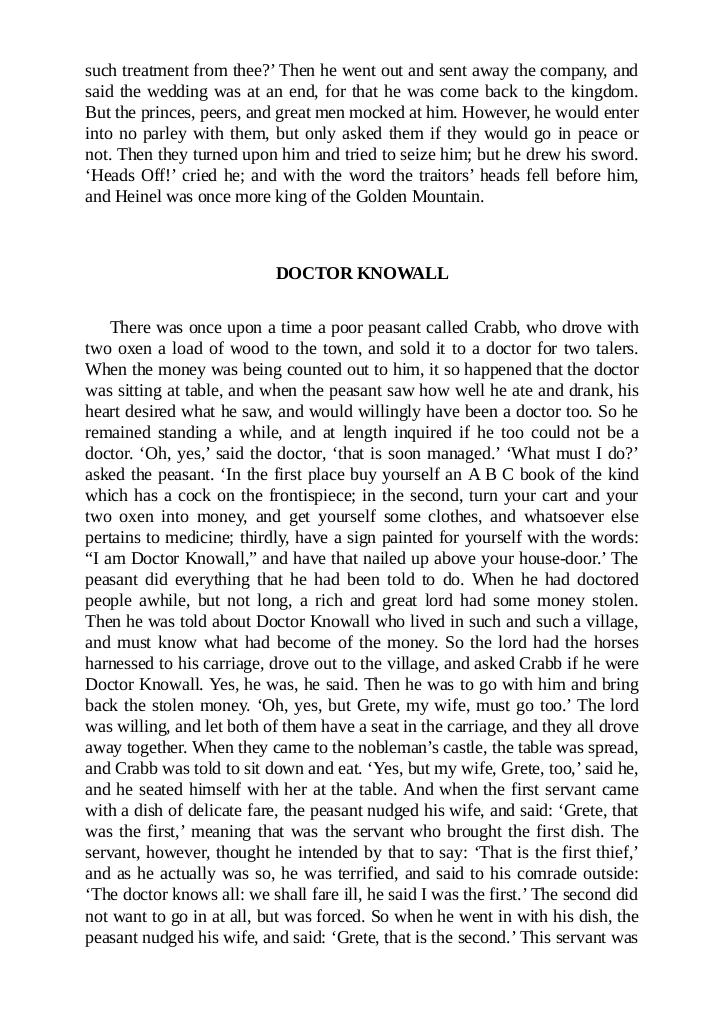 such treatment from thee?’ Then he went out and sent away the company, and
said the wedding was at an end, for that he was come back to the kingdom.
But the princes, peers, and great men mocked at him. However, he would enter
into no parley with them, but only asked them if they would go in peace or
not. Then they turned upon him and tried to seize him; but he drew his sword.
‘Heads Off!’ cried he; and with the word the traitors’ heads fell before him,
and Heinel was once more king of the Golden Mountain.
DOCTOR KNOWALL
There was once upon a time a poor peasant called Crabb, who drove with
two oxen a load of wood to the town, and sold it to a doctor for two talers.
When the money was being counted out to him, it so happened that the doctor
was sitting at table, and when the peasant saw how well he ate and drank, his
heart desired what he saw, and would willingly have been a doctor too. So he
remained standing a while, and at length inquired if he too could not be a
doctor. ‘Oh, yes,’ said the doctor, ‘that is soon managed.’ ‘What must I do?’
asked the peasant. ‘In the first place buy yourself an A B C book of the kind
which has a cock on the frontispiece; in the second, turn your cart and your
two oxen into money, and get yourself some clothes, and whatsoever else
pertains to medicine; thirdly, have a sign painted for yourself with the words:
“I am Doctor Knowall,” and have that nailed up above your house-door.’ The
peasant did everything that he had been told to do. When he had doctored
people awhile, but not long, a rich and great lord had some money stolen.
Then he was told about Doctor Knowall who lived in such and such a village,
and must know what had become of the money. So the lord had the horses
harnessed to his carriage, drove out to the village, and asked Crabb if he were
Doctor Knowall. Yes, he was, he said. Then he was to go with him and bring
back the stolen money. ‘Oh, yes, but Grete, my wife, must go too.’ The lord
was willing, and let both of them have a seat in the carriage, and they all drove
away together. When they came to the nobleman’s castle, the table was spread,
and Crabb was told to sit down and eat. ‘Yes, but my wife, Grete, too,’ said he,
and he seated himself with her at the table. And when the first servant came
with a dish of delicate fare, the peasant nudged his wife, and said: ‘Grete, that
was the first,’ meaning that was the servant who brought the first dish. The
servant, however, thought he intended by that to say: ‘That is the first thief,’
and as he actually was so, he was terrified, and said to his comrade outside:
‘The doctor knows all: we shall fare ill, he said I was the first.’ The second did
not want to go in at all, but was forced. So when he went in with his dish, the
peasant nudged his wife, and said: ‘Grete, that is the second.’ This servant was